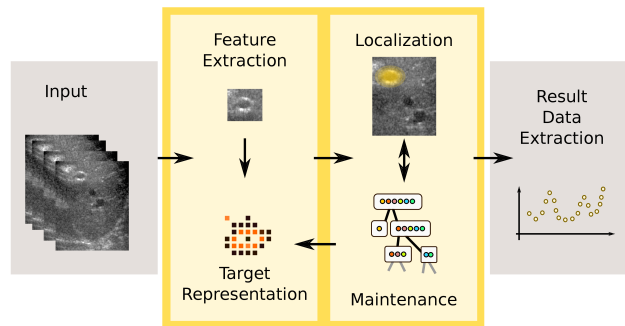 Input
Feature
Extraction
Target
Representation
Localization
Maintenance
Result
Data
Extraction